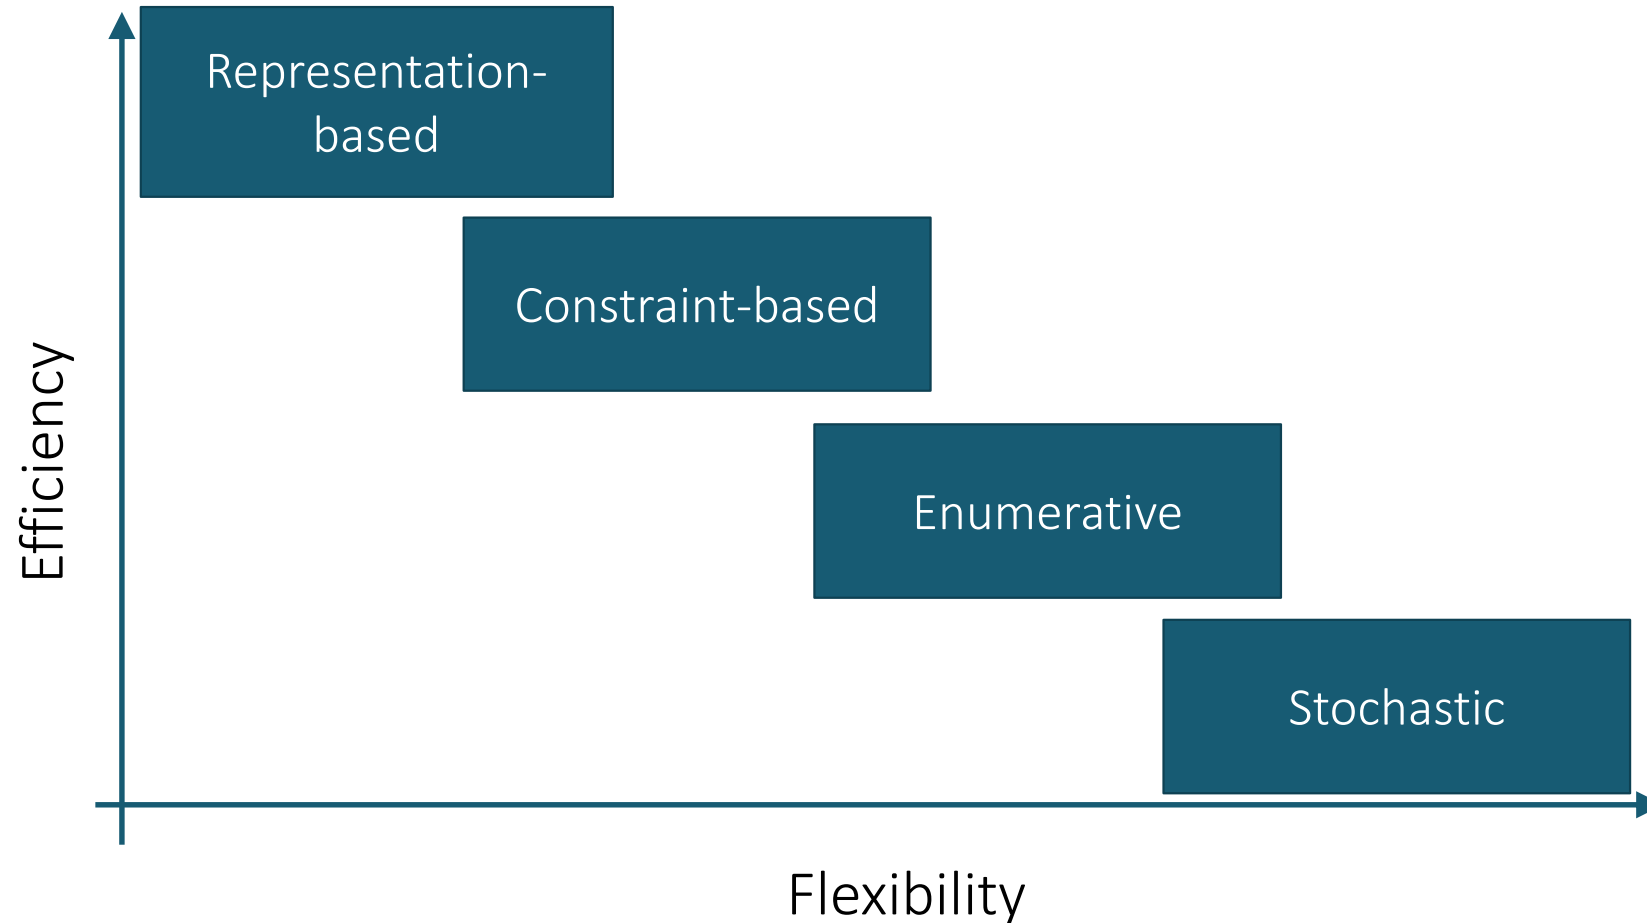 Representation-
based
Constraint-based
Efficiency
Enumerative
Stochastic
Flexibility